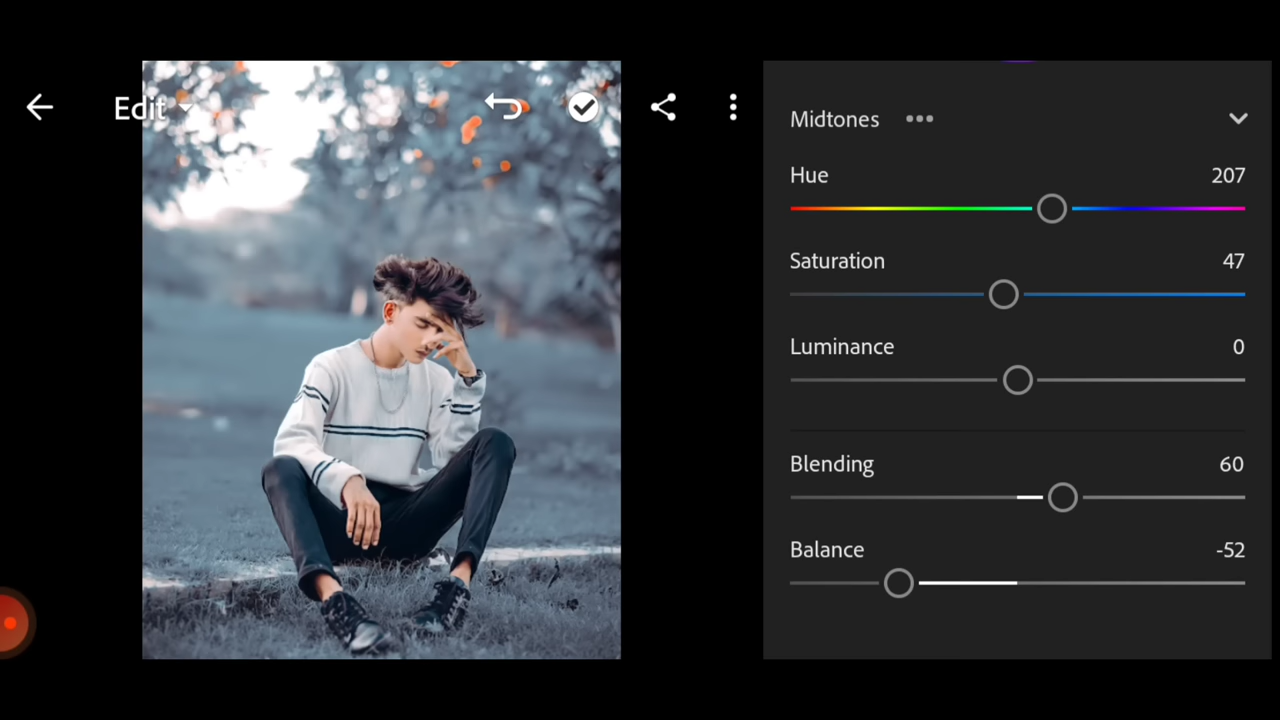 Edit
Midtones
Hue 207
Saturation 47
Luminance 0
Blending 60
Balance -52